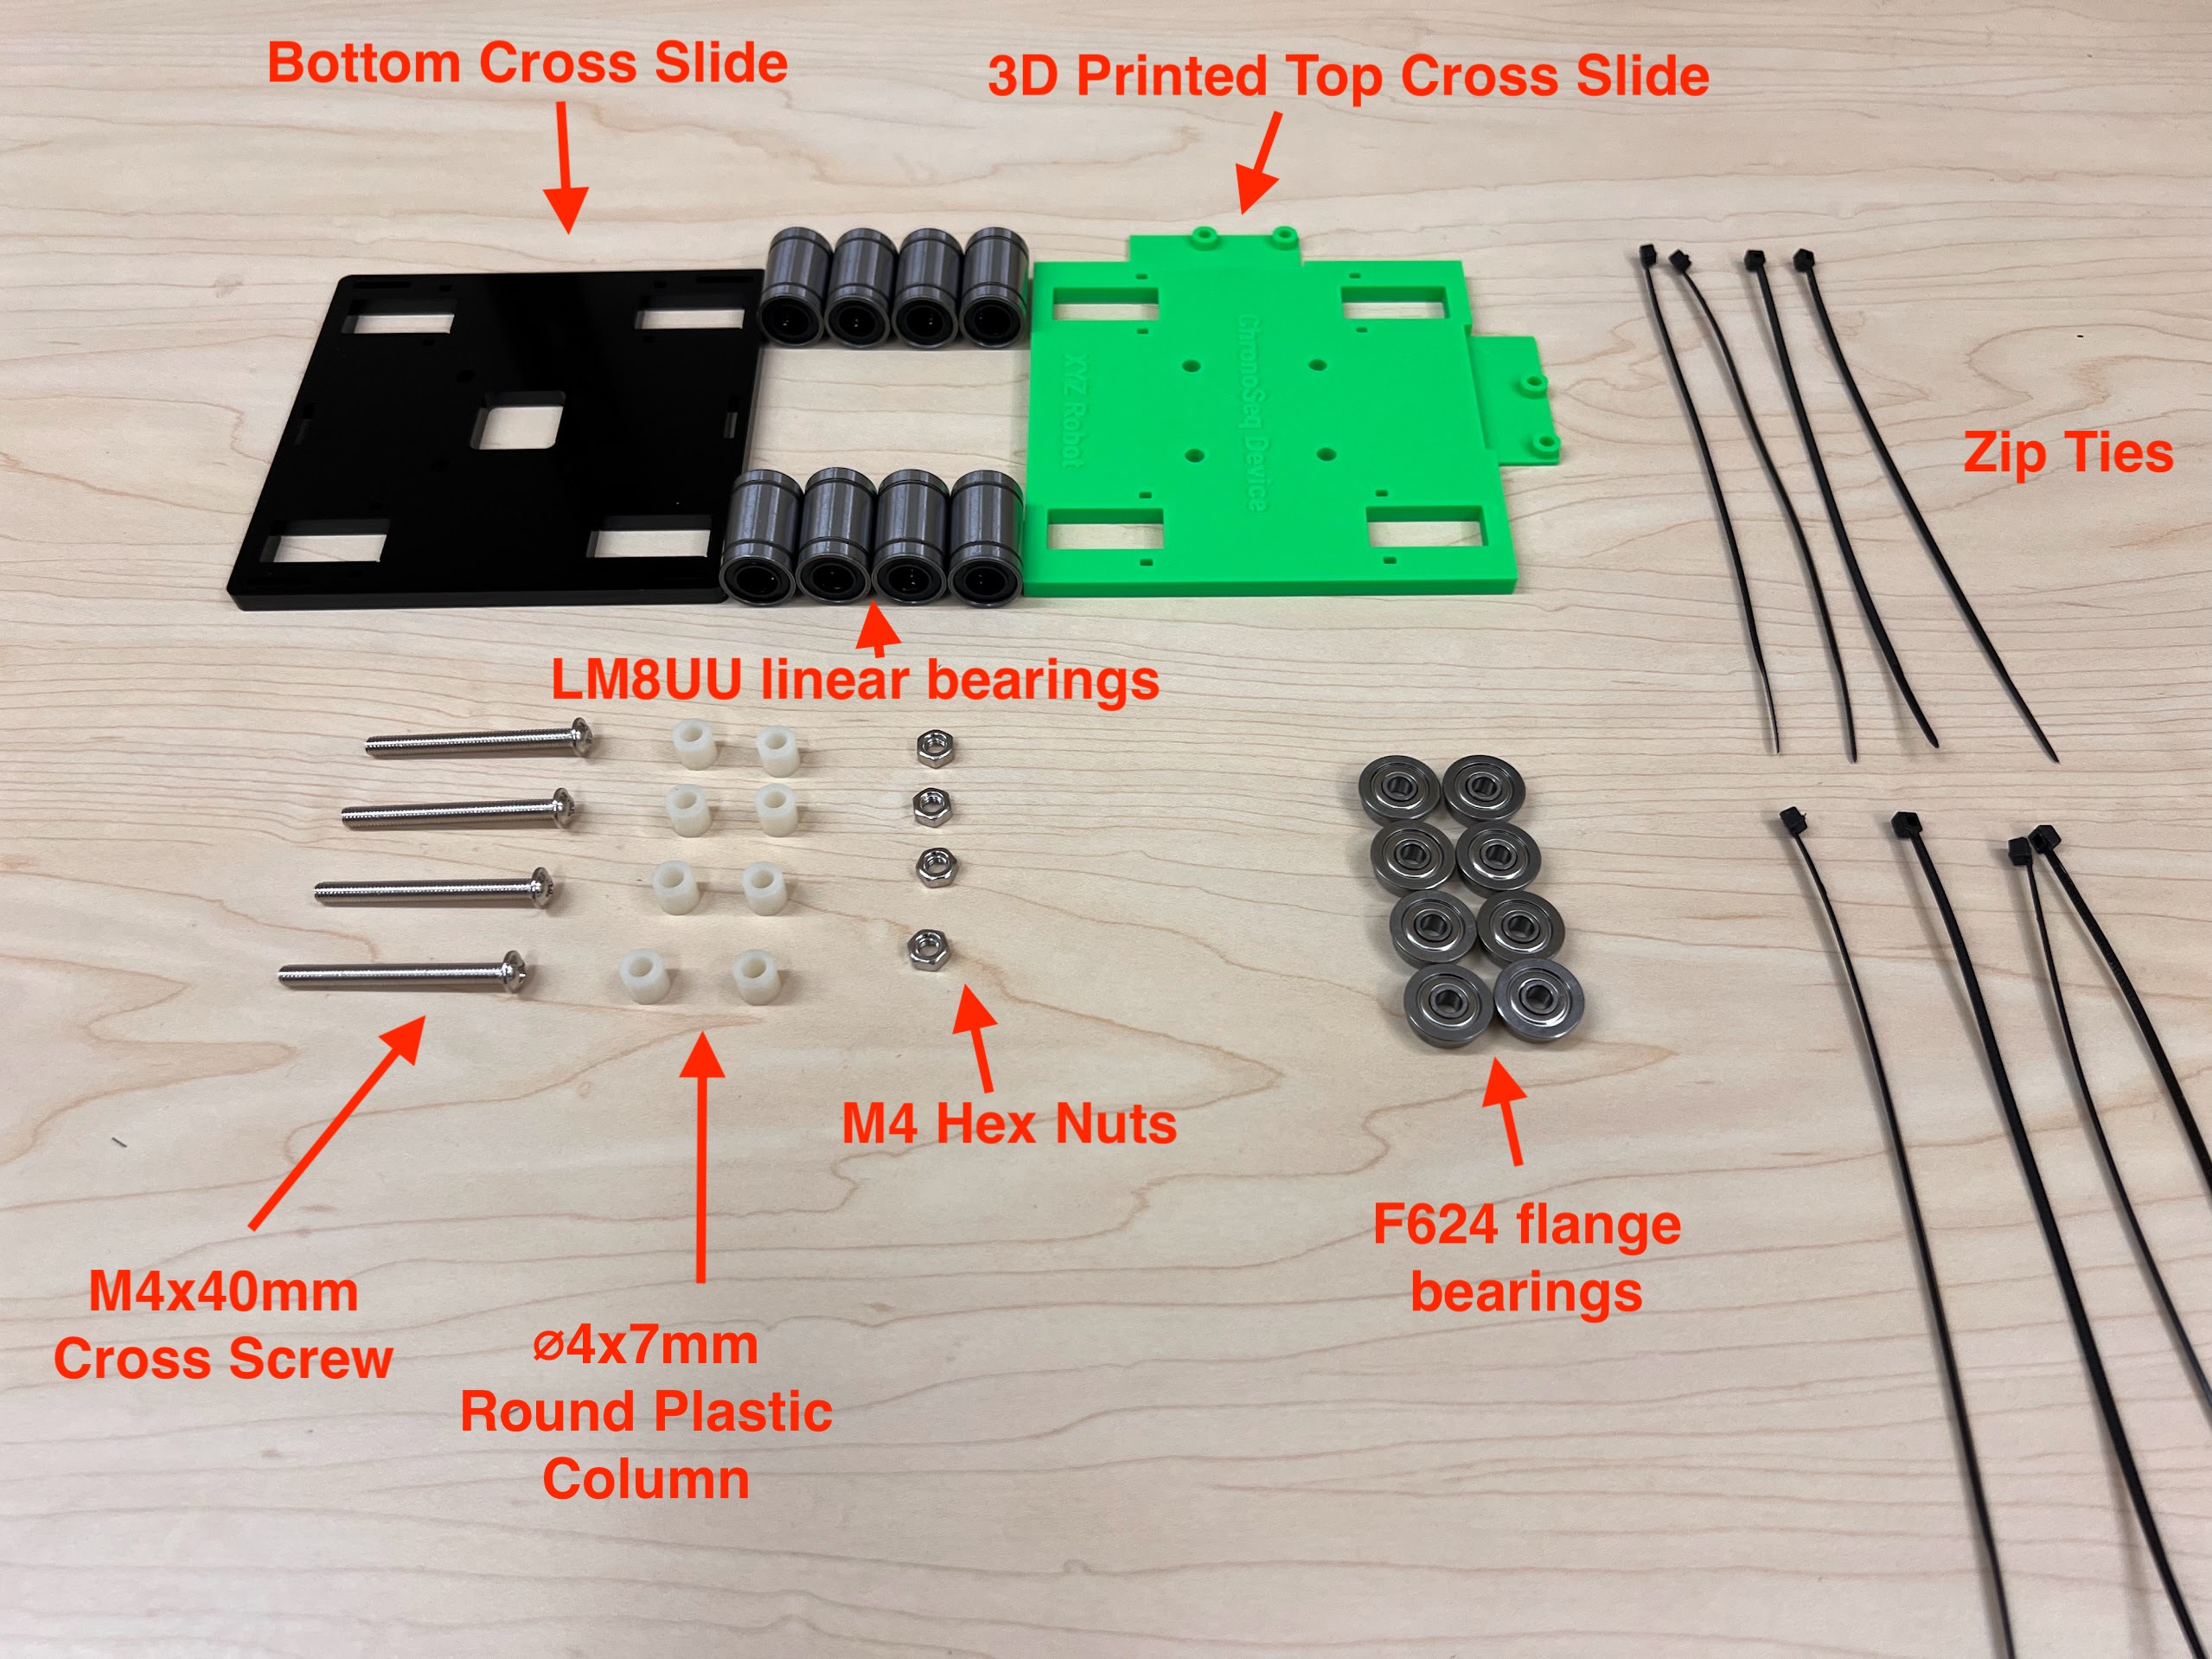 Bottom Cross Slide
3D Printed Top Cross Slide
XYZ Robot
ChronoSeq Device
Zip Ties
LM8UU linear bearings
M4 Hex Nuts
F624 flange
bearings
M4x40mm
Cross Screw
⌀4x7mm
Round Plastic
Column